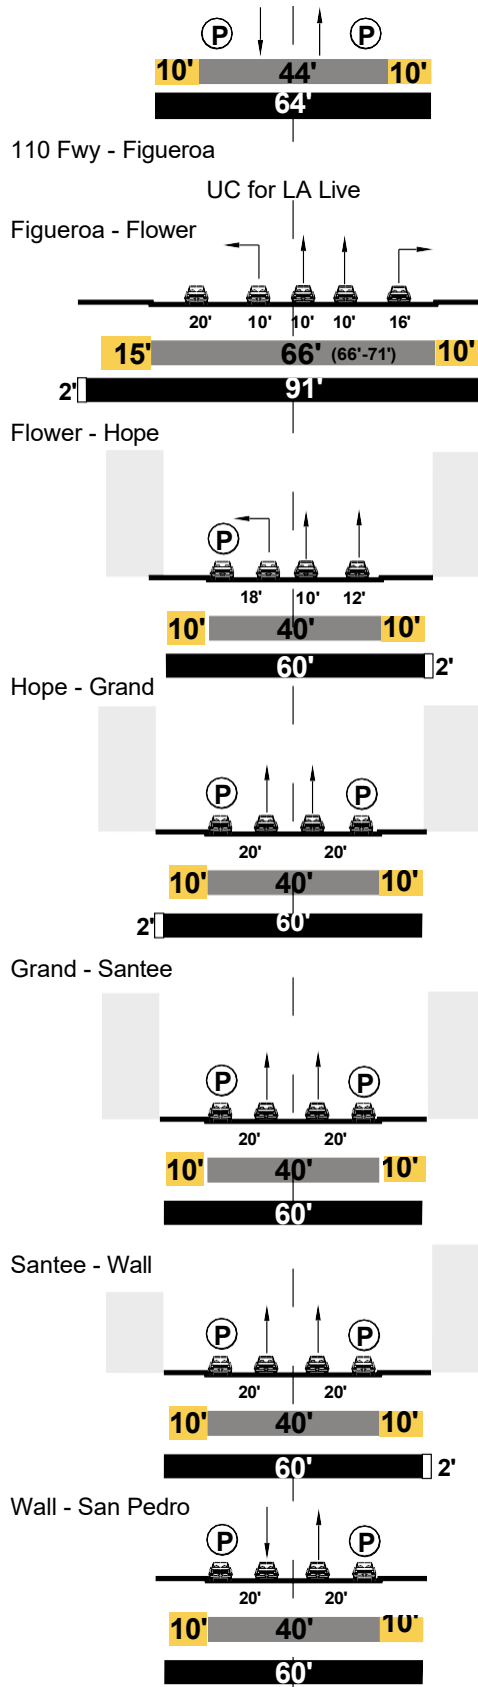 P P
10' 44' 10'
64'
110 Fwy - Figueroa
UC for LA Live
Figueroa - Flower
20' 10' 10' 10' 16'
15' 66' (66'-71') 10'
2' 91'
Flower - Hope
P
18' 10' 12'
10' 40' 10'
60' 2'
Hope - Grand
P P
20' 20'
10' 40' 10'
2' 60'
Grand - Santee
P P
20' 20'
10' 40' 10'
60'
Santee - Wall
P P
20' 20'
10' 40' 10'
60' 2'
Wall - San Pedro
P P
20' 20'
10' 40' 10'
60'